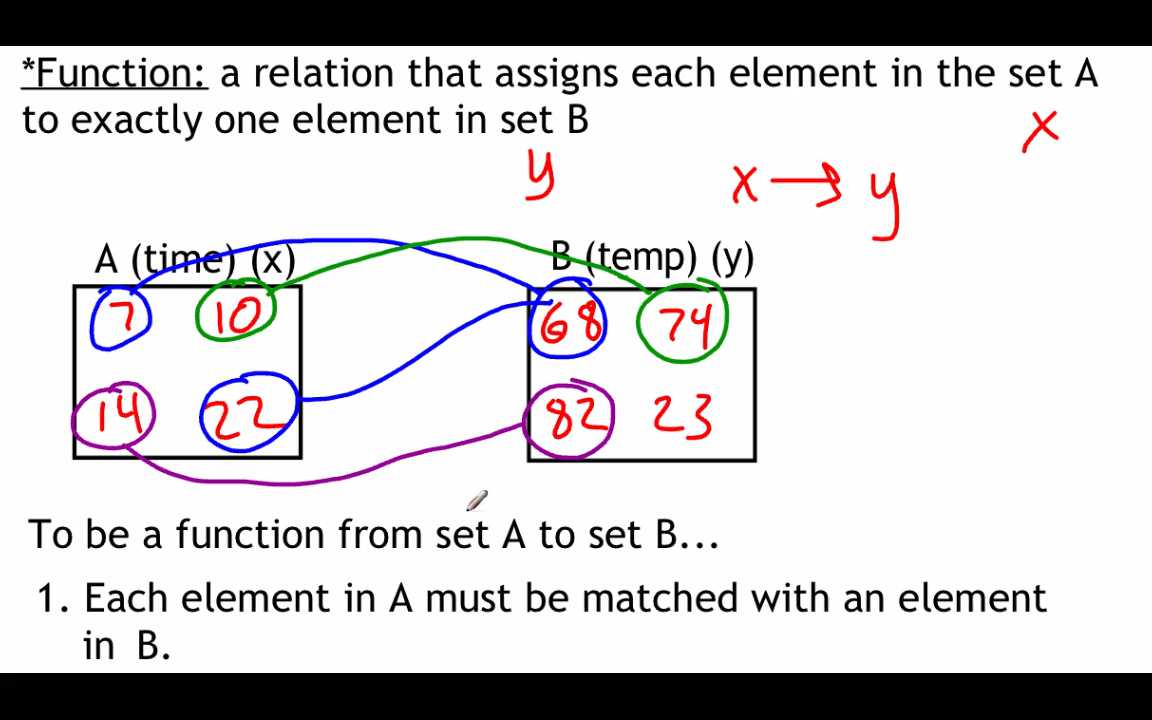 *Function: a relation that assigns each element in the set A
to exactly one element in set B
x
y
x → y
A (time) (x) B (temp) (y)
7 10 68 74
14 22 82 23
To be a function from set A to set B...
1. Each element in A must be matched with an element
in B.